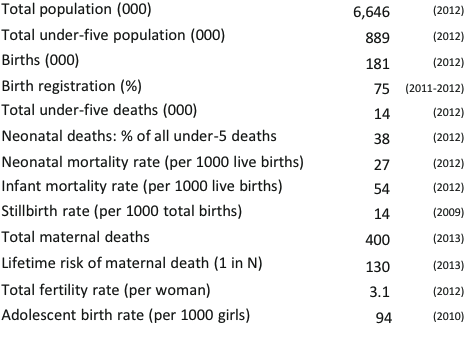 Total population (000) 6,646 (2012)
Total under-five population (000) 889 (2012)
Births (000) 181 (2012)
Birth registration (%) 75 (2011-2012)
Total under-five deaths (000) 14 (2012)
Neonatal deaths: % of all under-5 deaths 38 (2012)
Neonatal mortality rate (per 1000 live births) 27 (2012)
Infant mortality rate (per 1000 live births) 54 (2012)
Stillbirth rate (per 1000 total births) 14 (2009)
Total maternal deaths 400 (2013)
Lifetime risk of maternal death (1 in N) 130 (2013)
Total fertility rate (per woman) 3.1 (2012)
Adolescent birth rate (per 1000 girls) 94 (2010)